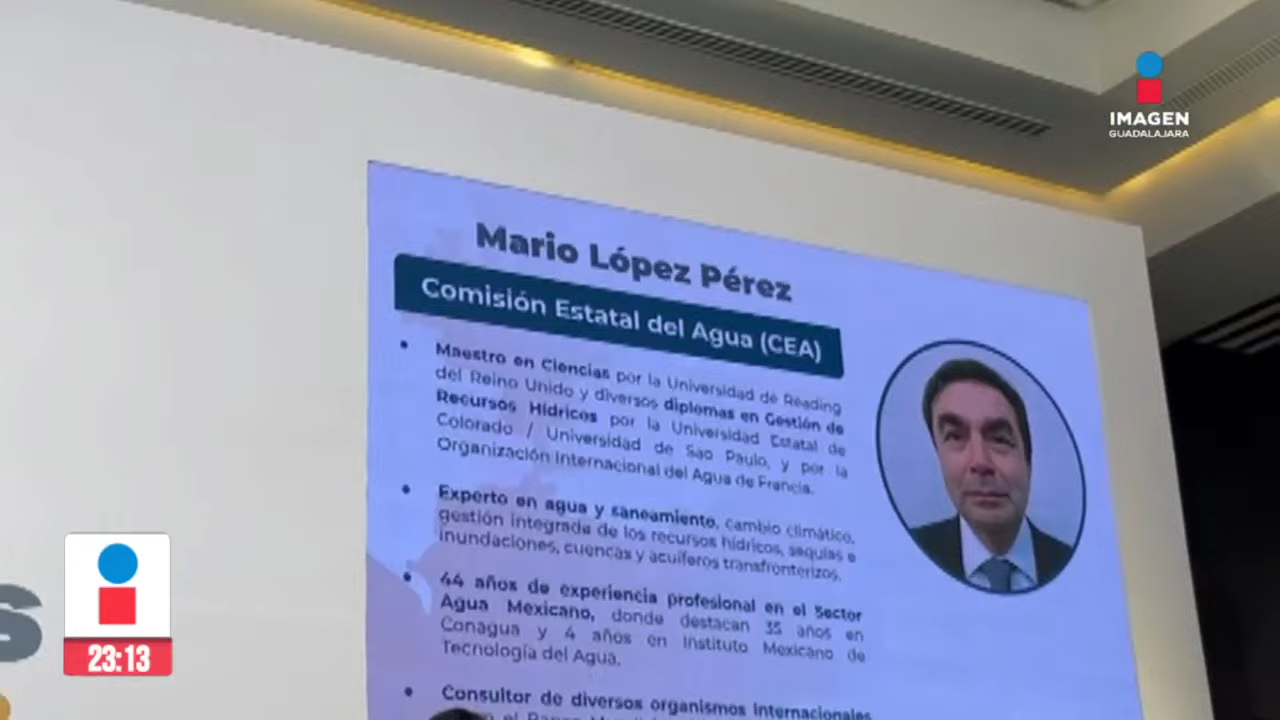 IMAGEN
GUADALAJARA
Mario López Pérez
Comisión Estatal del Agua (CEA)
• Maestro en Ciencias por la Universidad de Reading
del Reino Unido y diversos diplomas en Gestión de
Recursos Hídricos por la Universidad Estatal de
Colorado / Universidad de Sao Paulo, y por la
Organización Internacional del Agua de Francia.
• Experto en agua y saneamiento, cambio climático,
gestión integrada de los recursos hídricos, sequías e
inundaciones, cuencas y acuíferos transfronterizos.
• 44 años de experiencia profesional en el Sector
Agua Mexicano, donde destacan 35 años en
Conagua y 4 años en Instituto Mexicano de
Tecnología del Agua.
• Consultor de diversos organismos internacionales
el Banco
s
23:13